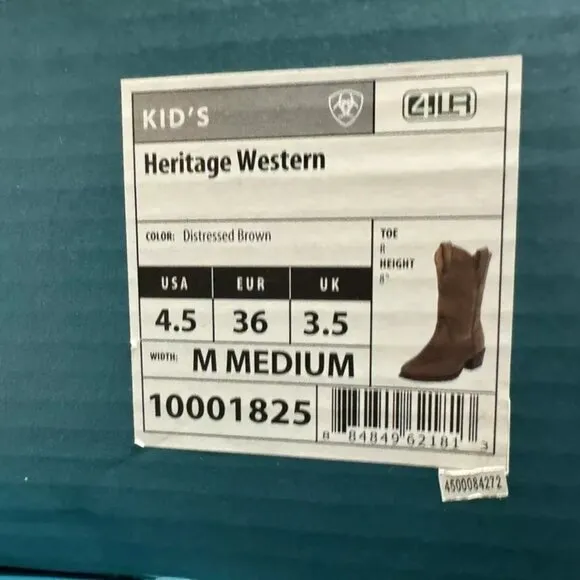 KID'S
4LR
Heritage Western
COLOR: Distressed Brown
TOE
R
HEIGHT
8"
USA EUR UK
4.5 36 3.5
WIDTH: M MEDIUM
10001825
8 84849 62181 3
4500084272